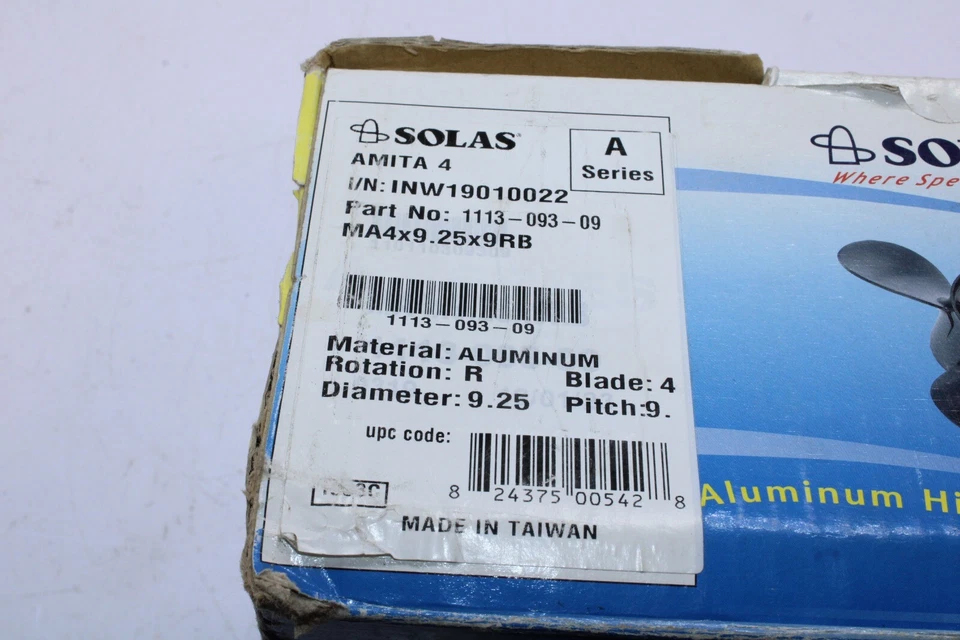 SOLAS
A
Series
AMITA 4
I/N: INW19010022
Part No: 1113-093-09
MA4x9.25x9RB
1113-093-09
Material: ALUMINUM
Rotation: R Blade: 4
Diameter: 9.25 Pitch:9.
upc code:
8 24375 00542 8
MADE IN TAIWAN
SO
Where Spe
Aluminum Hi